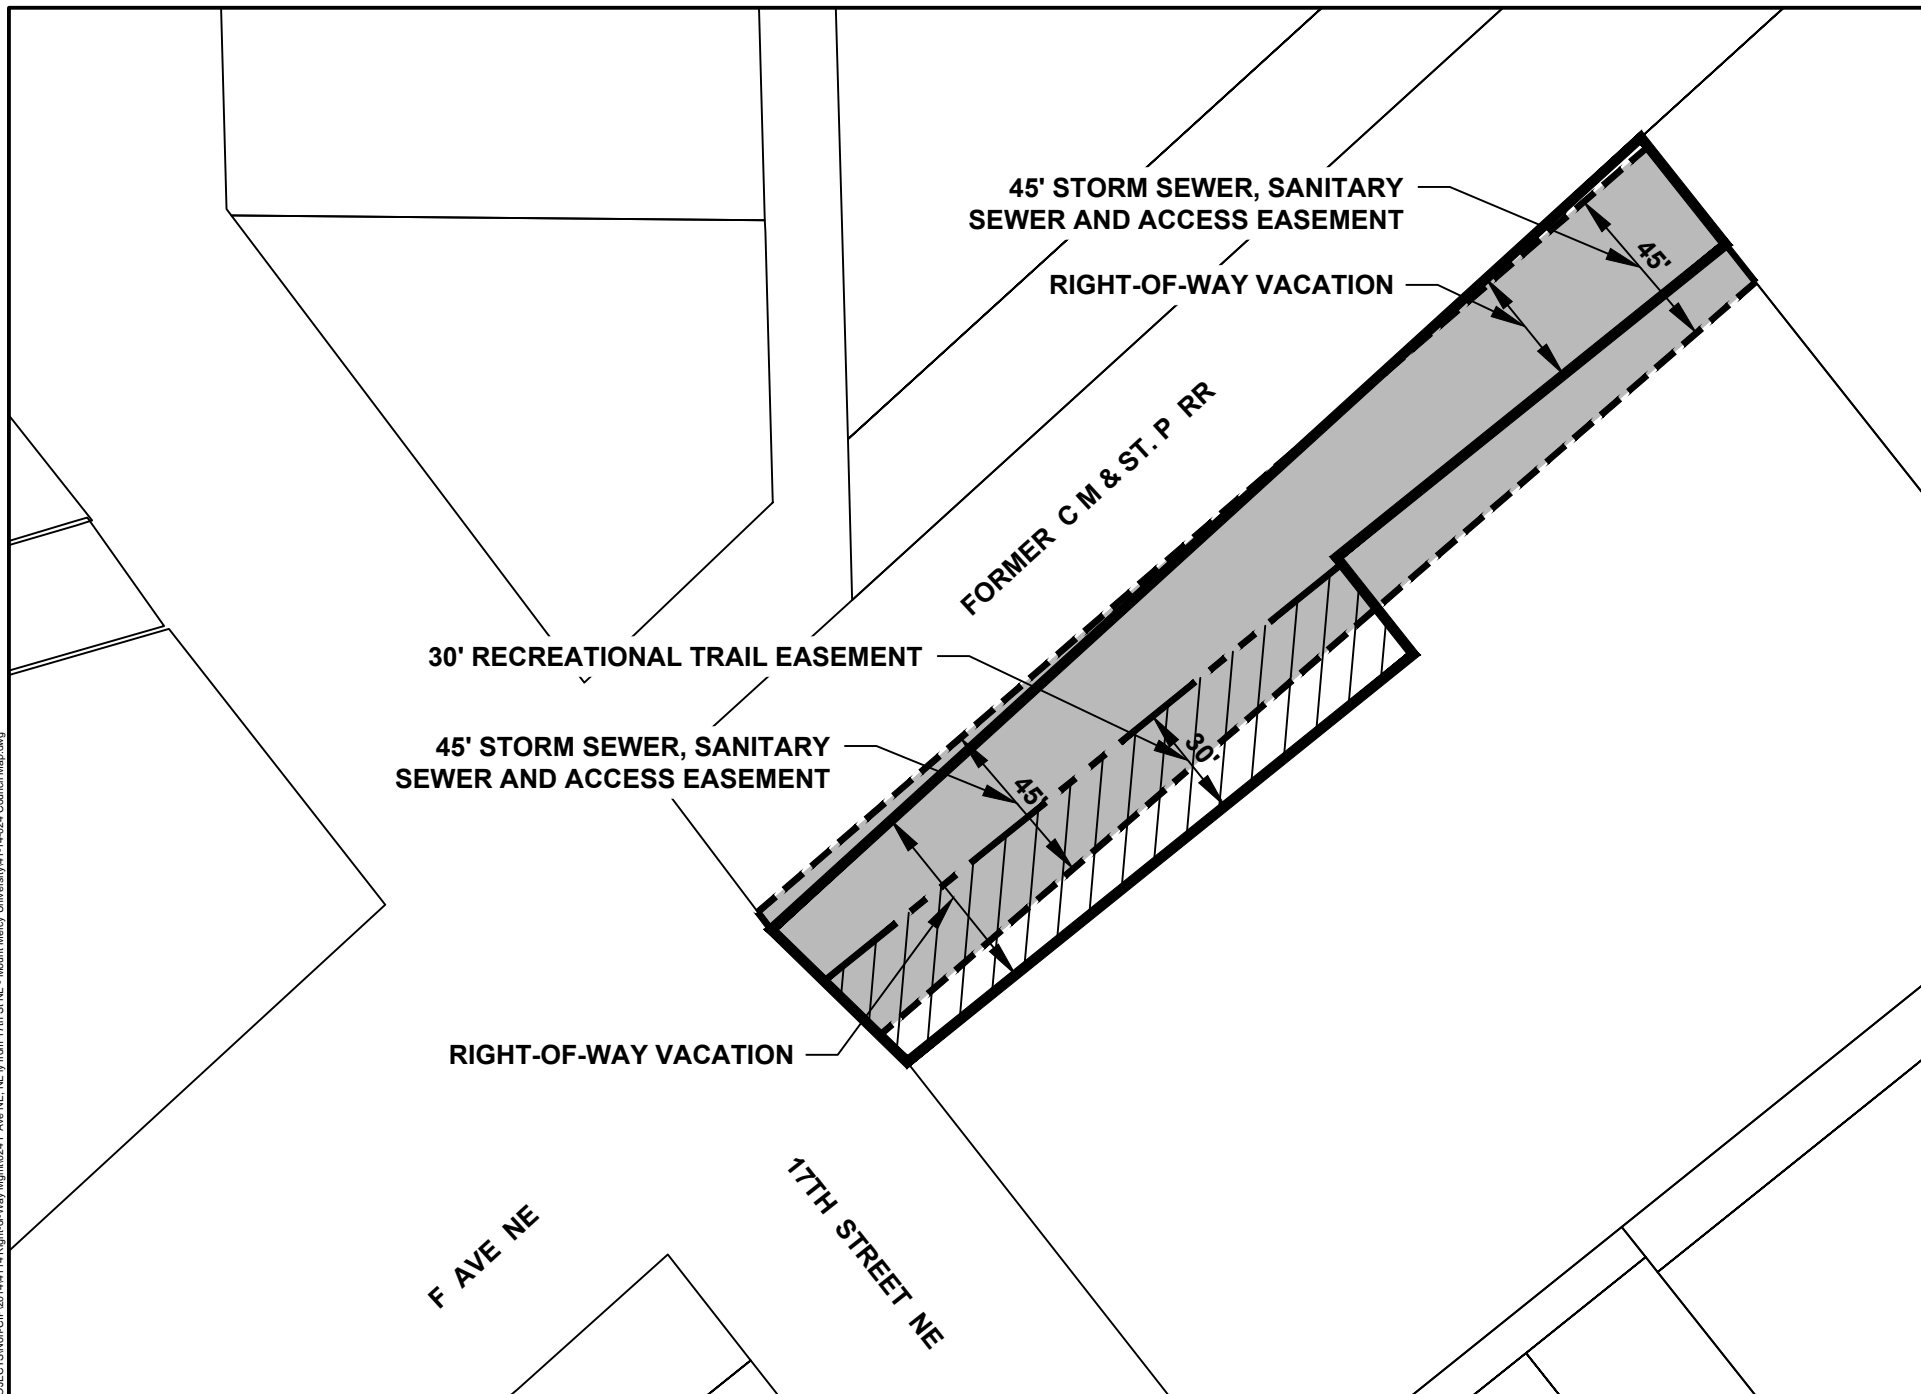 45' STORM SEWER, SANITARY
SEWER AND ACCESS EASEMENT
45'
RIGHT-OF-WAY VACATION
FORMER C M & ST. P RR
30' RECREATIONAL TRAIL EASEMENT
30'
45' STORM SEWER, SANITARY
SEWER AND ACCESS EASEMENT
45'
RIGHT-OF-WAY VACATION
17TH STREET NE
F AVE NE